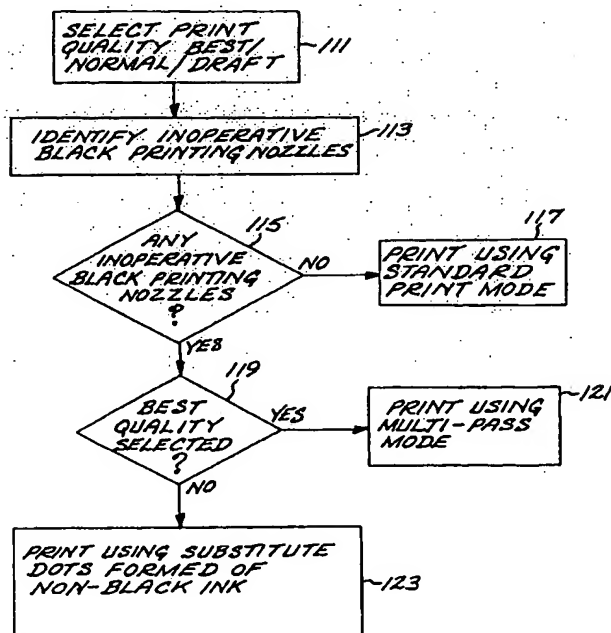 SELECT PRINT
QUALITY BEST/
NORMAL/DRAFT
111
IDENTIFY INOPERATIVE
BLACK PRINTING NOZZLES
113
ANY
INOPERATIVE
BLACK PRINTING
NOZZLES
?
115
NO
117
PRINT USING
STANDARD
PRINT MODE
YES
119
BEST
QUALITY
SELECTED
?
YES
121
PRINT USING
MULTI-PASS
MODE
NO
PRINT USING SUBSTITUTE
DOTS FORMED OF
NON-BLACK INK
123